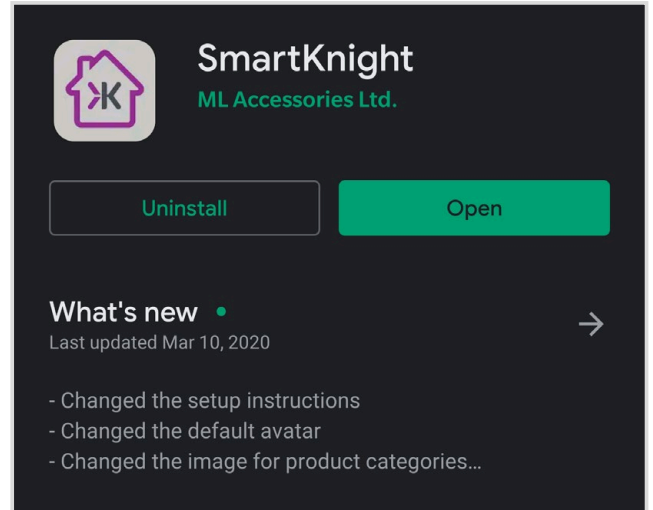 SmartKnight
ML Accessories Ltd.
Uninstall
Open
What's new
Last updated Mar 10, 2020
- Changed the setup instructions
- Changed the default avatar
- Changed the image for product categories...